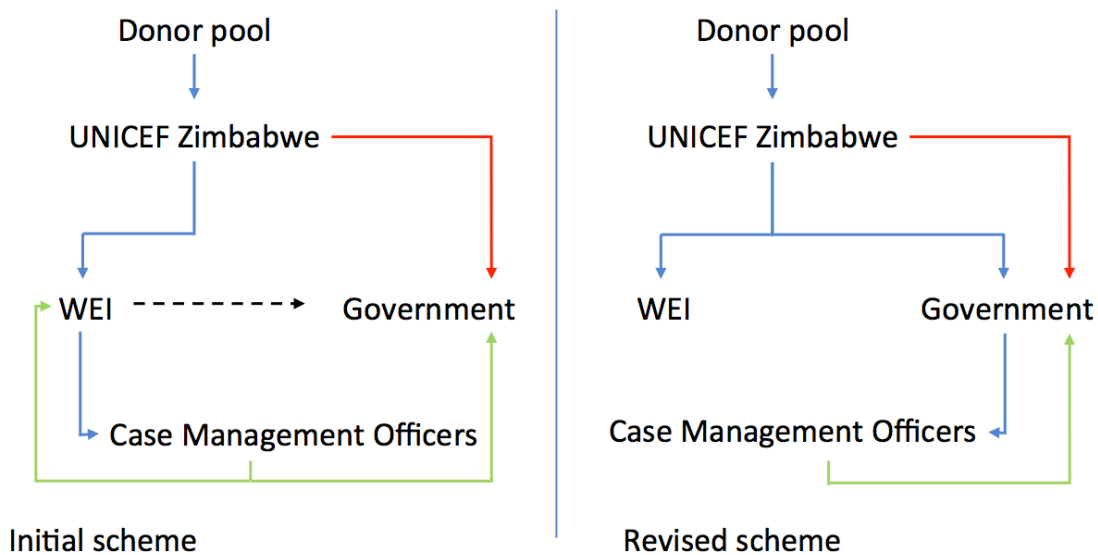 Donor pool
UNICEF Zimbabwe
WEI
Government
Case Management Officers
Initial scheme
Donor pool
UNICEF Zimbabwe
WEI
Government
Case Management Officers
Revised scheme